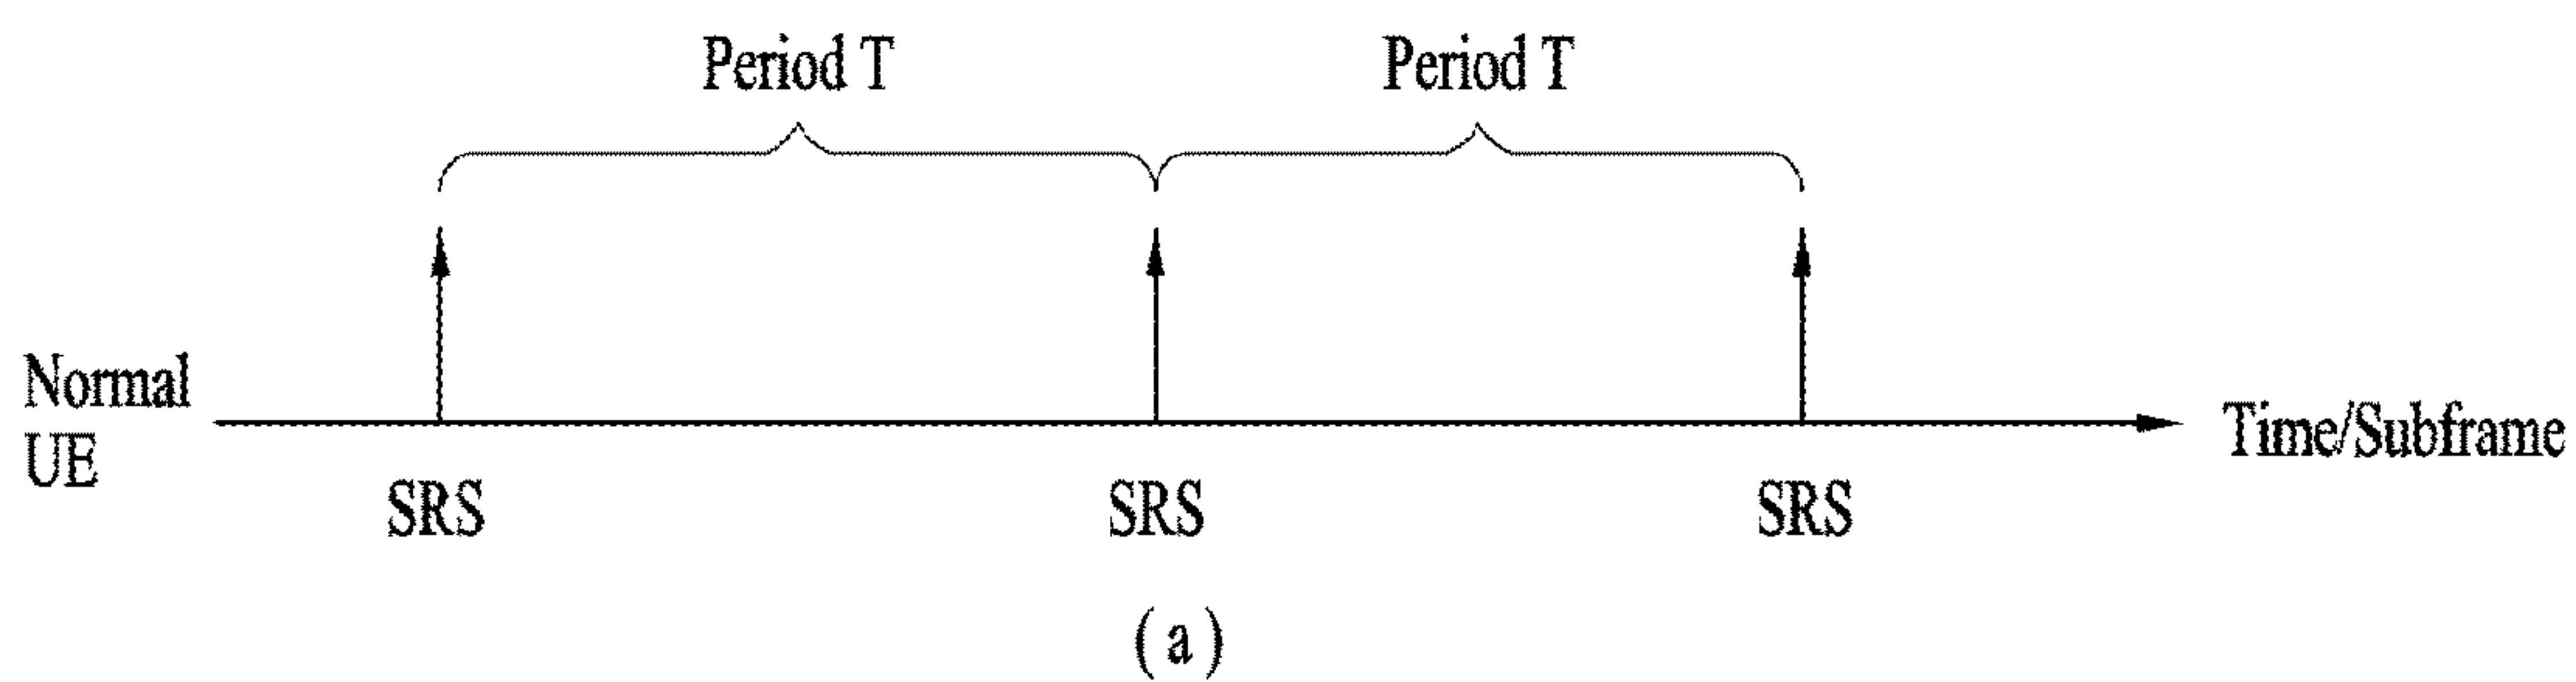 Period T
Period T
Normal
UE
Time/Subframe
SRS
SRS
SRS
( a )